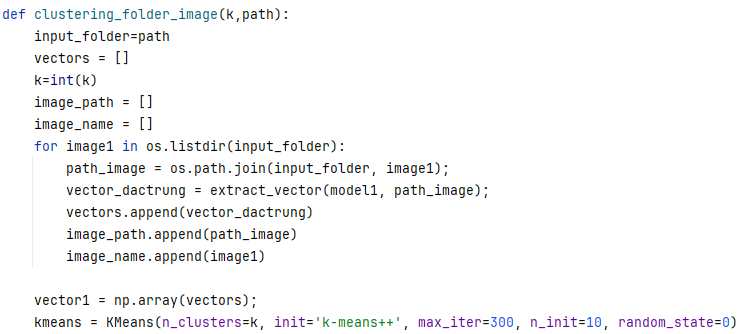 def clustering_folder_image(k,path):
    input_folder=path
    vectors = []
    k=int(k)
    image_path = []
    image_name = []
    for image1 in os.listdir(input_folder):
        path_image = os.path.join(input_folder, image1);
        vector_dactrung = extract_vector(model1, path_image);
        vectors.append(vector_dactrung)
        image_path.append(path_image)
        image_name.append(image1)
    vector1 = np.array(vectors);
    kmeans = KMeans(n_clusters=k, init='k-means++', max_iter=300, n_init=10, random_state=0)